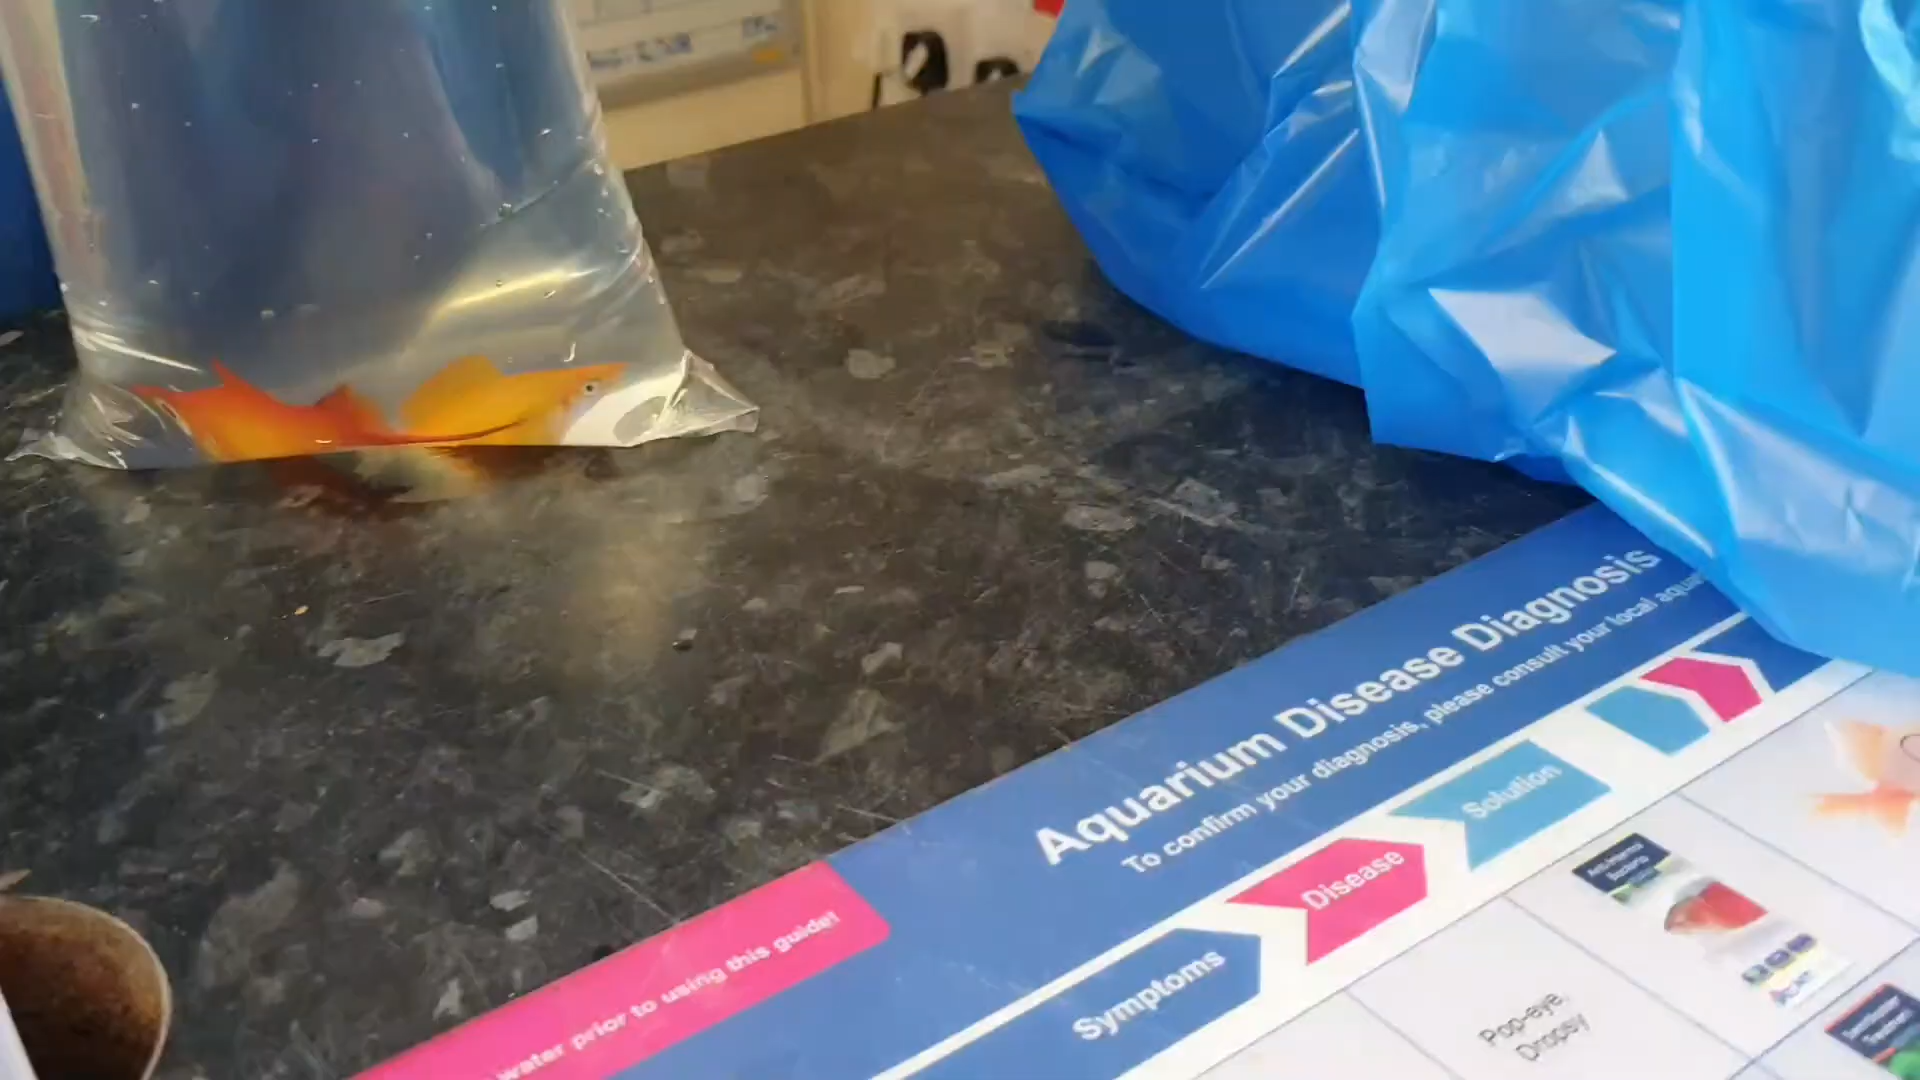 Aquarium Disease Diagnosis
To confirm your diagnosis, please consult your local
water prior to using this guide!
Symptoms
Disease
Solution
Pop-eye,
Dropsy